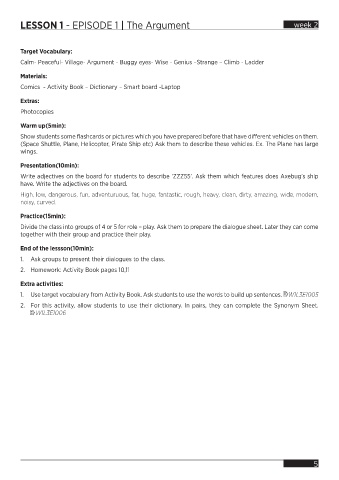 LESSON 1 - EPISODE 1 | The Argument
week 2
Target Vocabulary:
Calm- Peaceful- Village- Argument - Buggy eyes- Wise - Genius -Strange – Climb - Ladder
Materials:
Comics - Activity Book – Dictionary – Smart board -Laptop
Extras:
Photocopies
Warm up(5min):
Show students some flashcards or pictures which you have prepared before that have different vehicles on them.
(Space Shuttle, Plane, Helicopter, Pirate Ship etc) Ask them to describe these vehicles. Ex. The Plane has large
wings.
Presentation(10min):
Write adjectives on the board for students to describe 'ZZZ55'. Ask them which features does Axebug's ship
have. Write the adjectives on the board.
High, low, dangerous, fun, adventuruous, far, huge, fantastic, rough, heavy, clean, dirty, amazing, wide, modern,
noisy, curved.
Practice(15min):
Divide the class into groups of 4 or 5 for role – play. Ask them to prepare the dialogue sheet. Later they can come
together with their group and practice their play.
End of the lessson(10min):
1. Ask groups to present their dialogues to the class.
2. Homework: Activity Book pages 10,11
Extra activities:
1. Use target vocabulary from Activity Book. Ask students to use the words to build up sentences. W1L3E1005
2. For this activity, allow students to use their dictionary. In pairs, they can complete the Synonym Sheet.
W1L3E1006
5